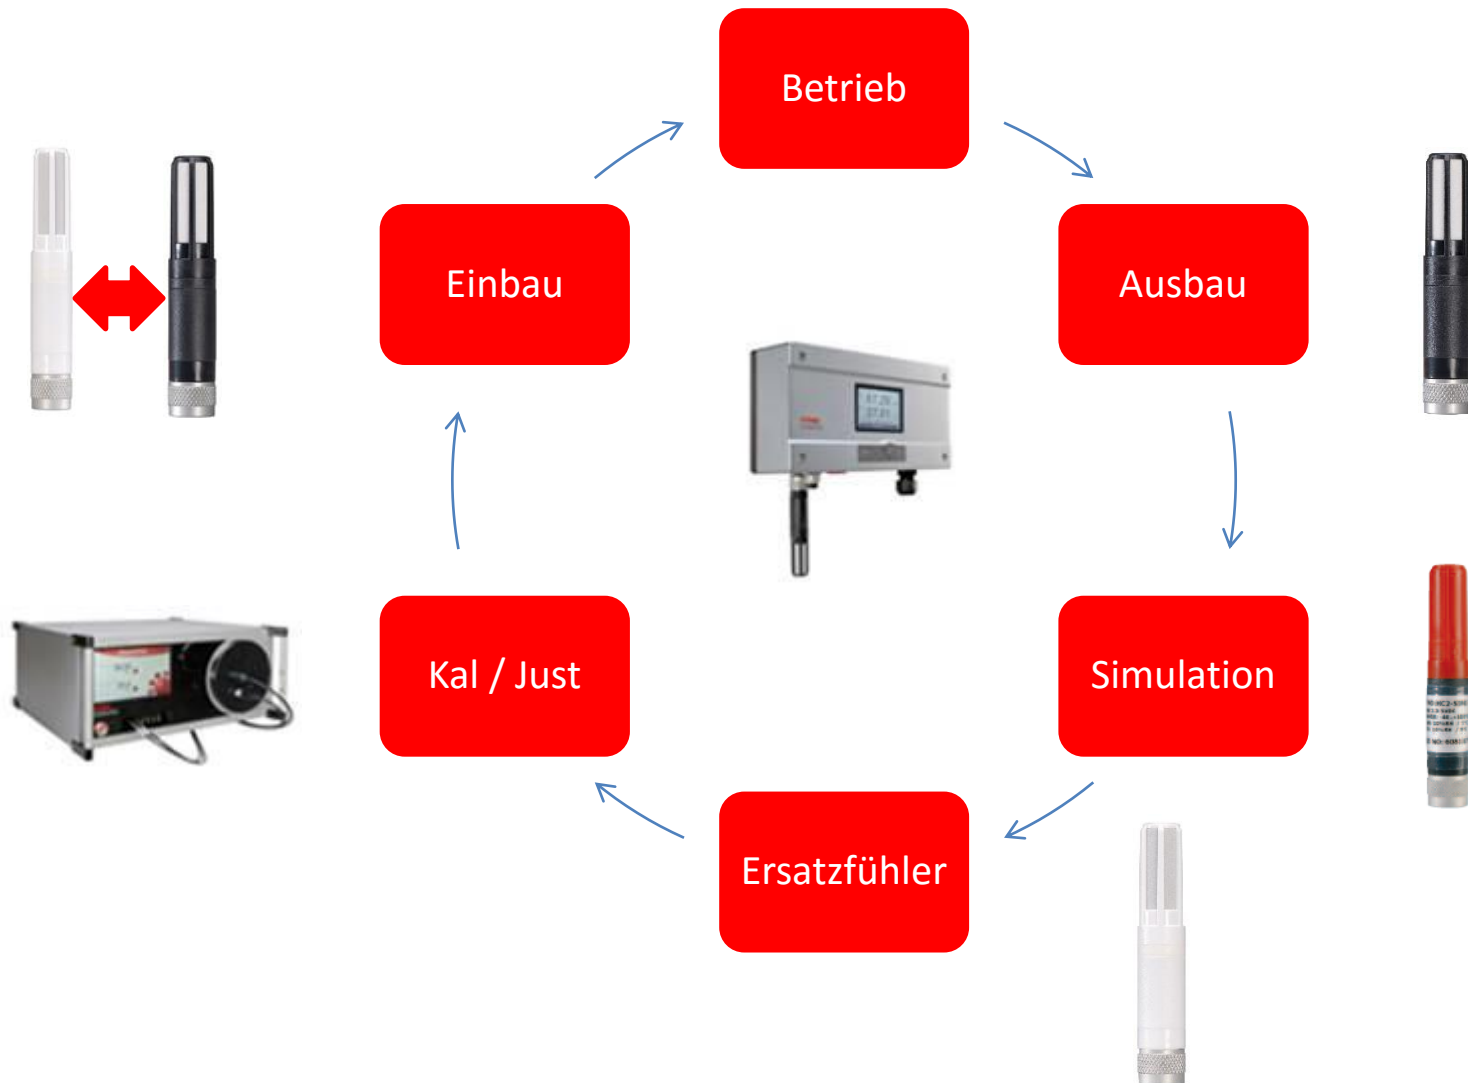 Betrieb
Einbau
Ausbau
Kal / Just
Simulation
Ersatzfühler